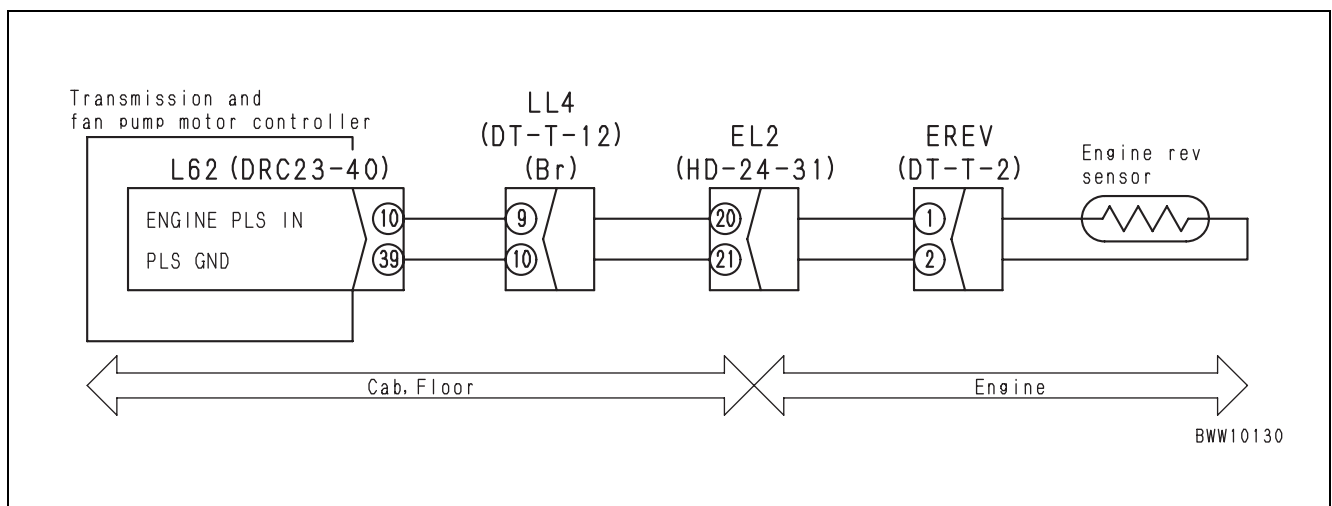 Transmission and
fan pump motor controller
L62 (DRC23-40)
ENGINE PLS IN
PLS GND
10
39
LL4
(DT-T-12)
(Br)
9
10
EL2
(HD-24-31)
20
21
EREV
(DT-T-2)
1
2
Engine rev
sensor
Cab, Floor
Engine
BWW10130